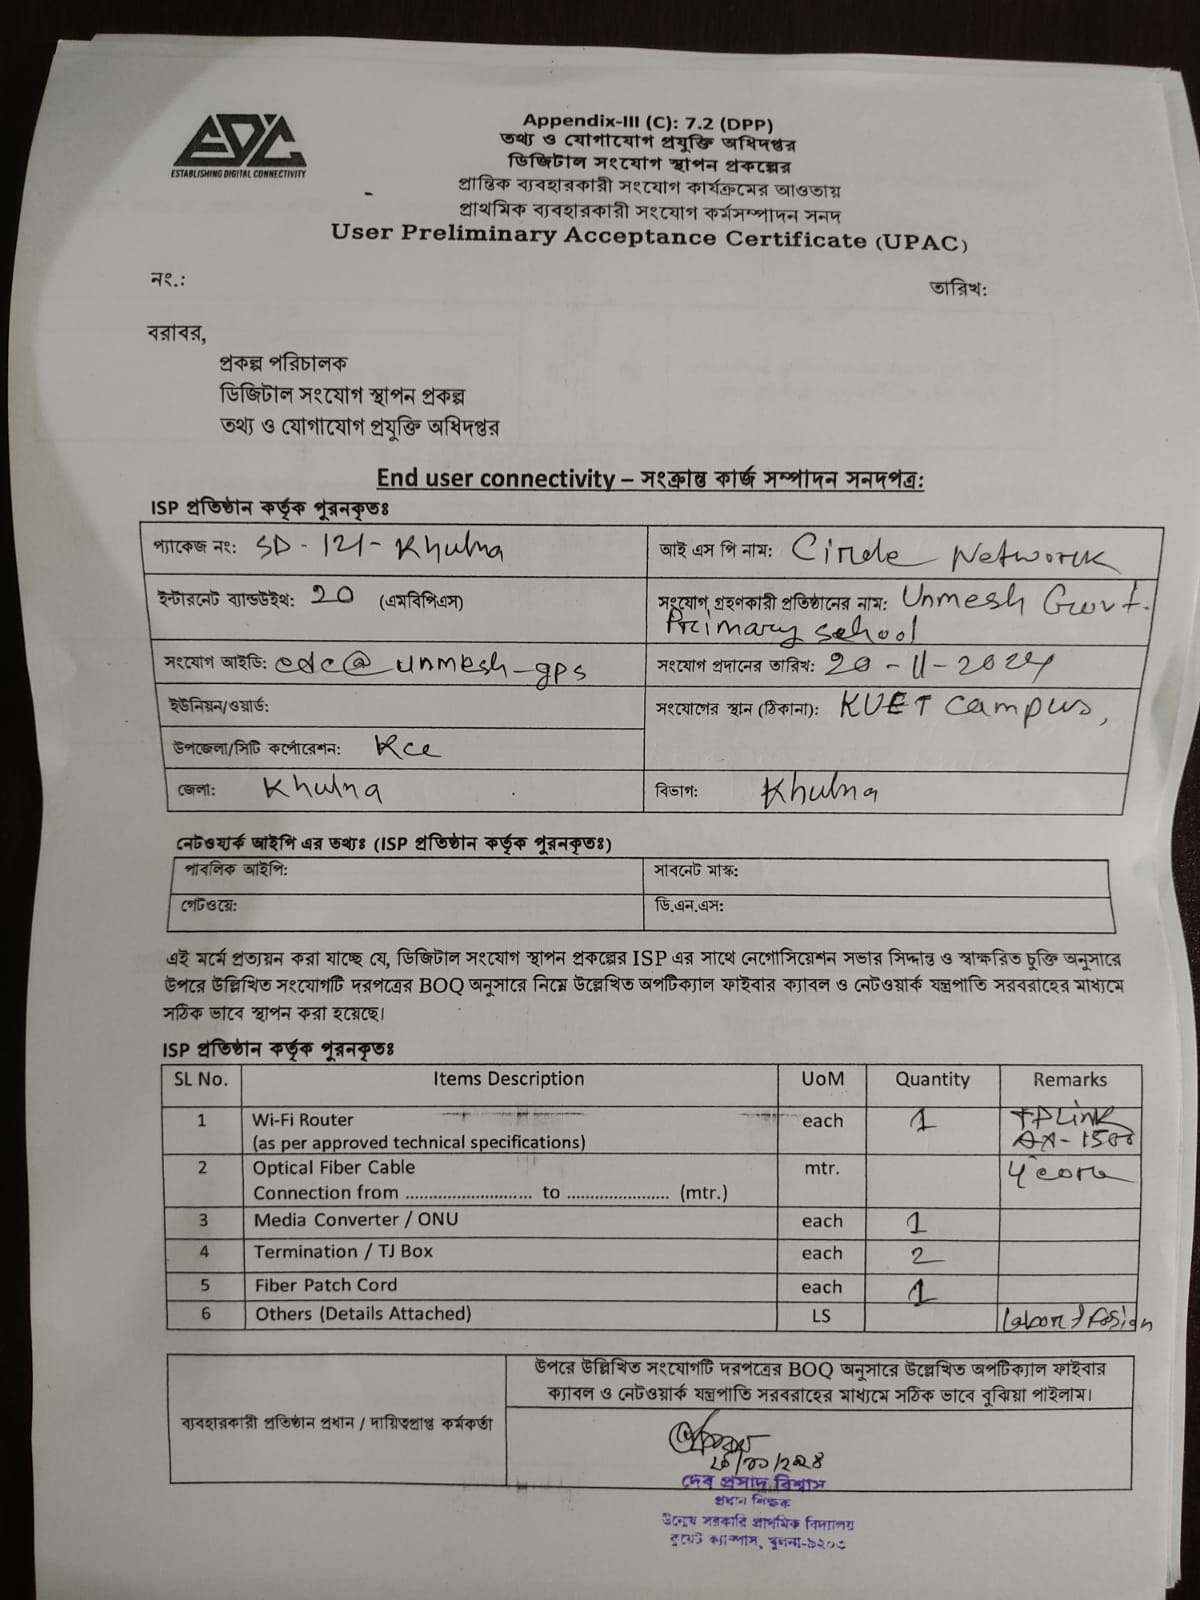 EDC
ESTABLISHING DIGITAL CONNECTIVITY
Appendix-III (C): 7.2 (DPP)
তথ্য ও যোগাযোগ প্রযুক্তি অধিদপ্তর
ডিজিটাল সংযোগ স্থাপন প্রকল্পের
প্রান্তিক ব্যবহারকারী সংযোগ কার্যক্রমের আওতায়
প্রাথমিক ব্যবহারকারী সংযোগ কর্মসম্পাদন সনদ
User Preliminary Acceptance Certificate (UPAC)
নং.:
তারিখ:
বরাবর,
প্রকল্প পরিচালক
ডিজিটাল সংযোগ স্থাপন প্রকল্প
তথ্য ও যোগাযোগ প্রযুক্তি অধিদপ্তর
End user connectivity – সংক্রান্ত কার্জ সম্পাদন সনদপত্র:
ISP প্রতিষ্ঠান কর্তৃক পুরনকৃতঃ
প্যাকেজ নং: SD-121-Khulna
আই এস পি নাম: Circle Network
ইন্টারনেট ব্যান্ডউইথ: 20 (এমবিপিএস)
সংযোগ গ্রহণকারী প্রতিষ্ঠানের নাম: Unmesh Govt.
Primary school
সংযোগ আইডি: edc@unmesh-gps
সংযোগ প্রদানের তারিখ: 20-11-2024
ইউনিয়ন/ওয়ার্ড:
সংযোগের স্থান (ঠিকানা): KUET campus,
উপজেলা/সিটি কর্পোরেশন: Kcc
জেলা: Khulna
বিভাগ: Khulna
নেটওয়ার্ক আইপি এর তথ্যঃ (ISP প্রতিষ্ঠান কর্তৃক পুরনকৃতঃ)
পাবলিক আইপি:
সাবনেট মাস্ক:
গেটওয়ে:
ডি.এন.এস:
এই মর্মে প্রত্যয়ন করা যাচ্ছে যে, ডিজিটাল সংযোগ স্থাপন প্রকল্পের ISP এর সাথে নেগোসিয়েশন সভার সিদ্দান্ত ও স্বাক্ষরিত চুক্তি অনুসারে
উপরে উল্লিখিত সংযোগটি দরপত্রের BOQ অনুসারে নিম্নে উল্লেখিত অপটিক্যাল ফাইবার ক্যাবল ও নেটওয়ার্ক যন্ত্রপাতি সরবরাহের মাধ্যমে
সঠিক ভাবে স্থাপন করা হয়েছে।
ISP প্রতিষ্ঠান কর্তৃক পুরনকৃতঃ
SL No. Items Description UoM Quantity Remarks
1 Wi-Fi Router each 1 TPLink
(as per approved technical specifications) AX-1500
2 Optical Fiber Cable mtr. 4 core
Connection from ............................ to ...................... (mtr.)
3 Media Converter / ONU each 1
4 Termination / TJ Box each 2
5 Fiber Patch Cord each 1
6 Others (Details Attached) LS Labor
উপরে উল্লিখিত সংযোগটি দরপত্রের BOQ অনুসারে উল্লেখিত অপটিক্যাল ফাইবার
ক্যাবল ও নেটওয়ার্ক যন্ত্রপাতি সরবরাহের মাধ্যমে সঠিক ভাবে বুঝিয়া পাইলাম।
ব্যবহারকারী প্রতিষ্ঠান প্রধান / দায়িত্বপ্রাপ্ত কর্মকর্তা
দেব প্রসাদ বিশ্বাস
প্রধান শিক্ষক
উন্মেষ সরকারি প্রাথমিক বিদ্যালয়
কুয়েট ক্যাম্পাস, খুলনা-৯২০৩